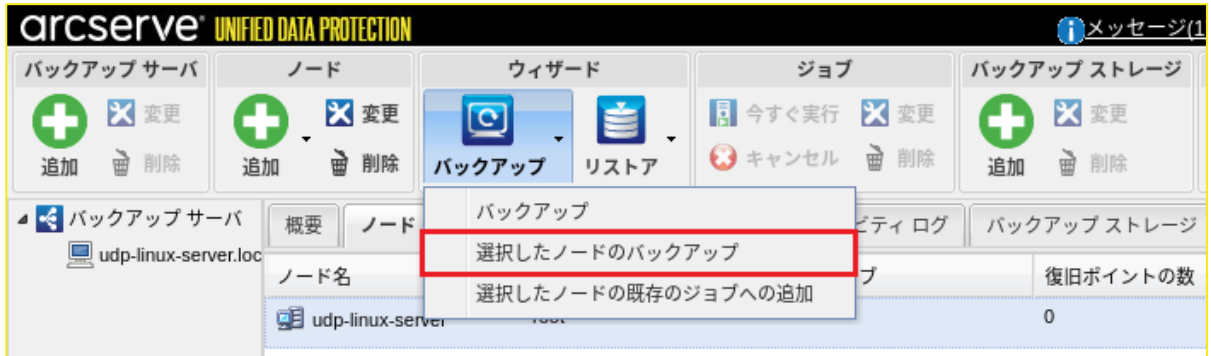 arcserve® UNIFIED DATA PROTECTION メッセージ(1
バックアップ サーバ ノード ウィザード ジョブ バックアップ ストレージ
変更 変更 今すぐ実行 変更 変更
追加 削除 追加 削除 バックアップ リストア キャンセル 削除 追加 削除
バックアップ サーバ
udp-linux-server.loc
概要 ノード ログ バックアップ ストレージ
バックアップ
選択したノードのバックアップ
選択したノードの既存のジョブへの追加
ノード名 ブ 復旧ポイントの数
udp-linux-server 0